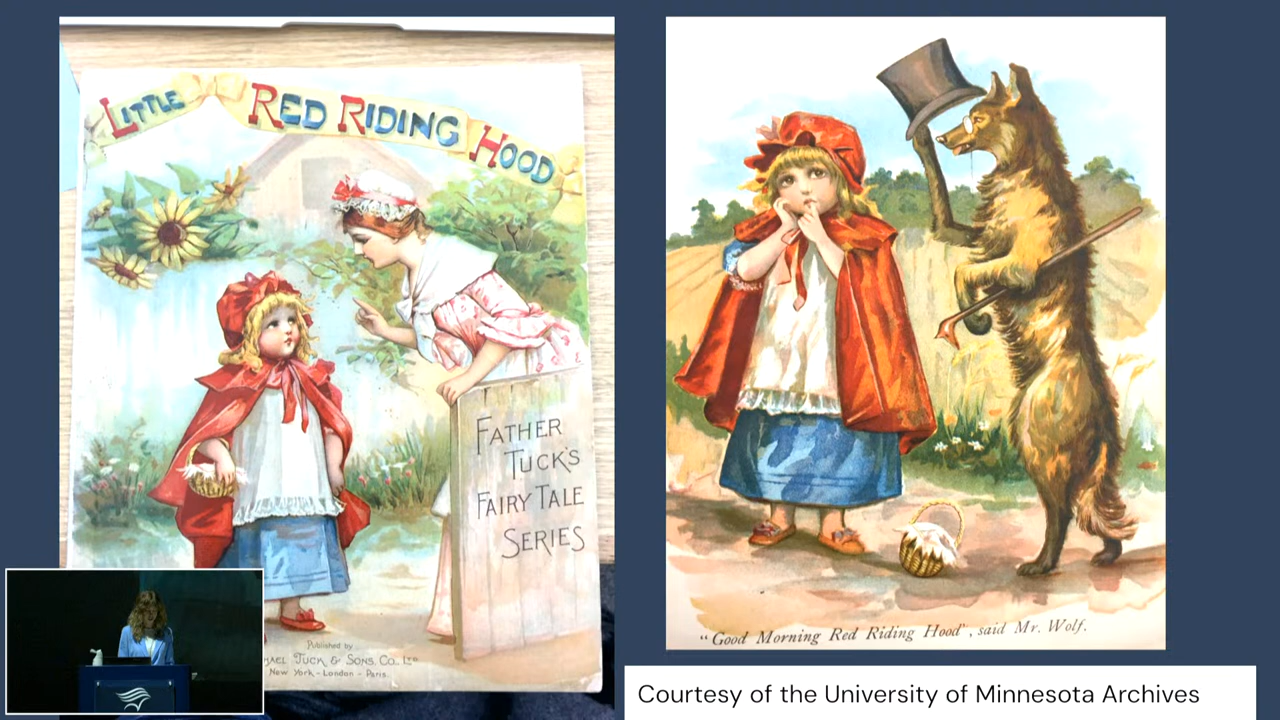 LITTLE RED RIDING HOOD
FATHER
TUCK'S
FAIRY TALE
SERIES
Published by
TUCK & SONS. CO. LTD
New York - London - Paris.
"Good Morning Red Riding Hood", said Mr. Wolf.
Courtesy of the University of Minnesota Archives